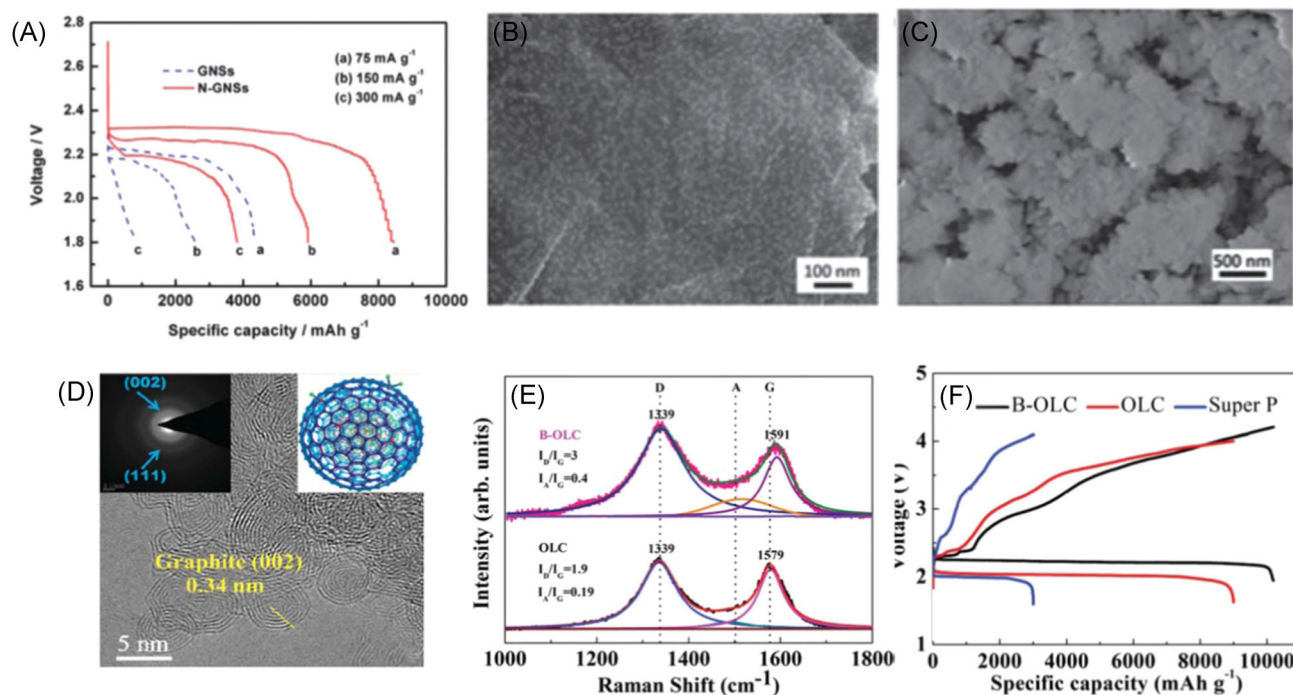 (A)
2.8
2.6
2.4
2.2
2.0
1.8
1.6
Voltage / V
GNSs
N-GNSs
(a) 75 mA g⁻¹
(b) 150 mA g⁻¹
(c) 300 mA g⁻¹
c b c a b a
0 2000 4000 6000 8000 10000
Specific capacity / mAh g⁻¹
(B)
100 nm
(C)
500 nm
(D)
(002)
(111)
Graphite (002)
0.34 nm
5 nm
(E)
D A G
1339 1591
B-OLC
I_D/I_G=3
I_A/I_G=0.4
OLC
1339 1579
I_D/I_G=1.9
I_A/I_G=0.19
Intensity (arb. units)
1000 1200 1400 1600 1800
Raman Shift (cm⁻¹)
(F)
B-OLC OLC Super P
5
4
3
2
1
Voltage (v)
0 2000 4000 6000 8000 10000
Specific capacity (mAh g⁻¹)